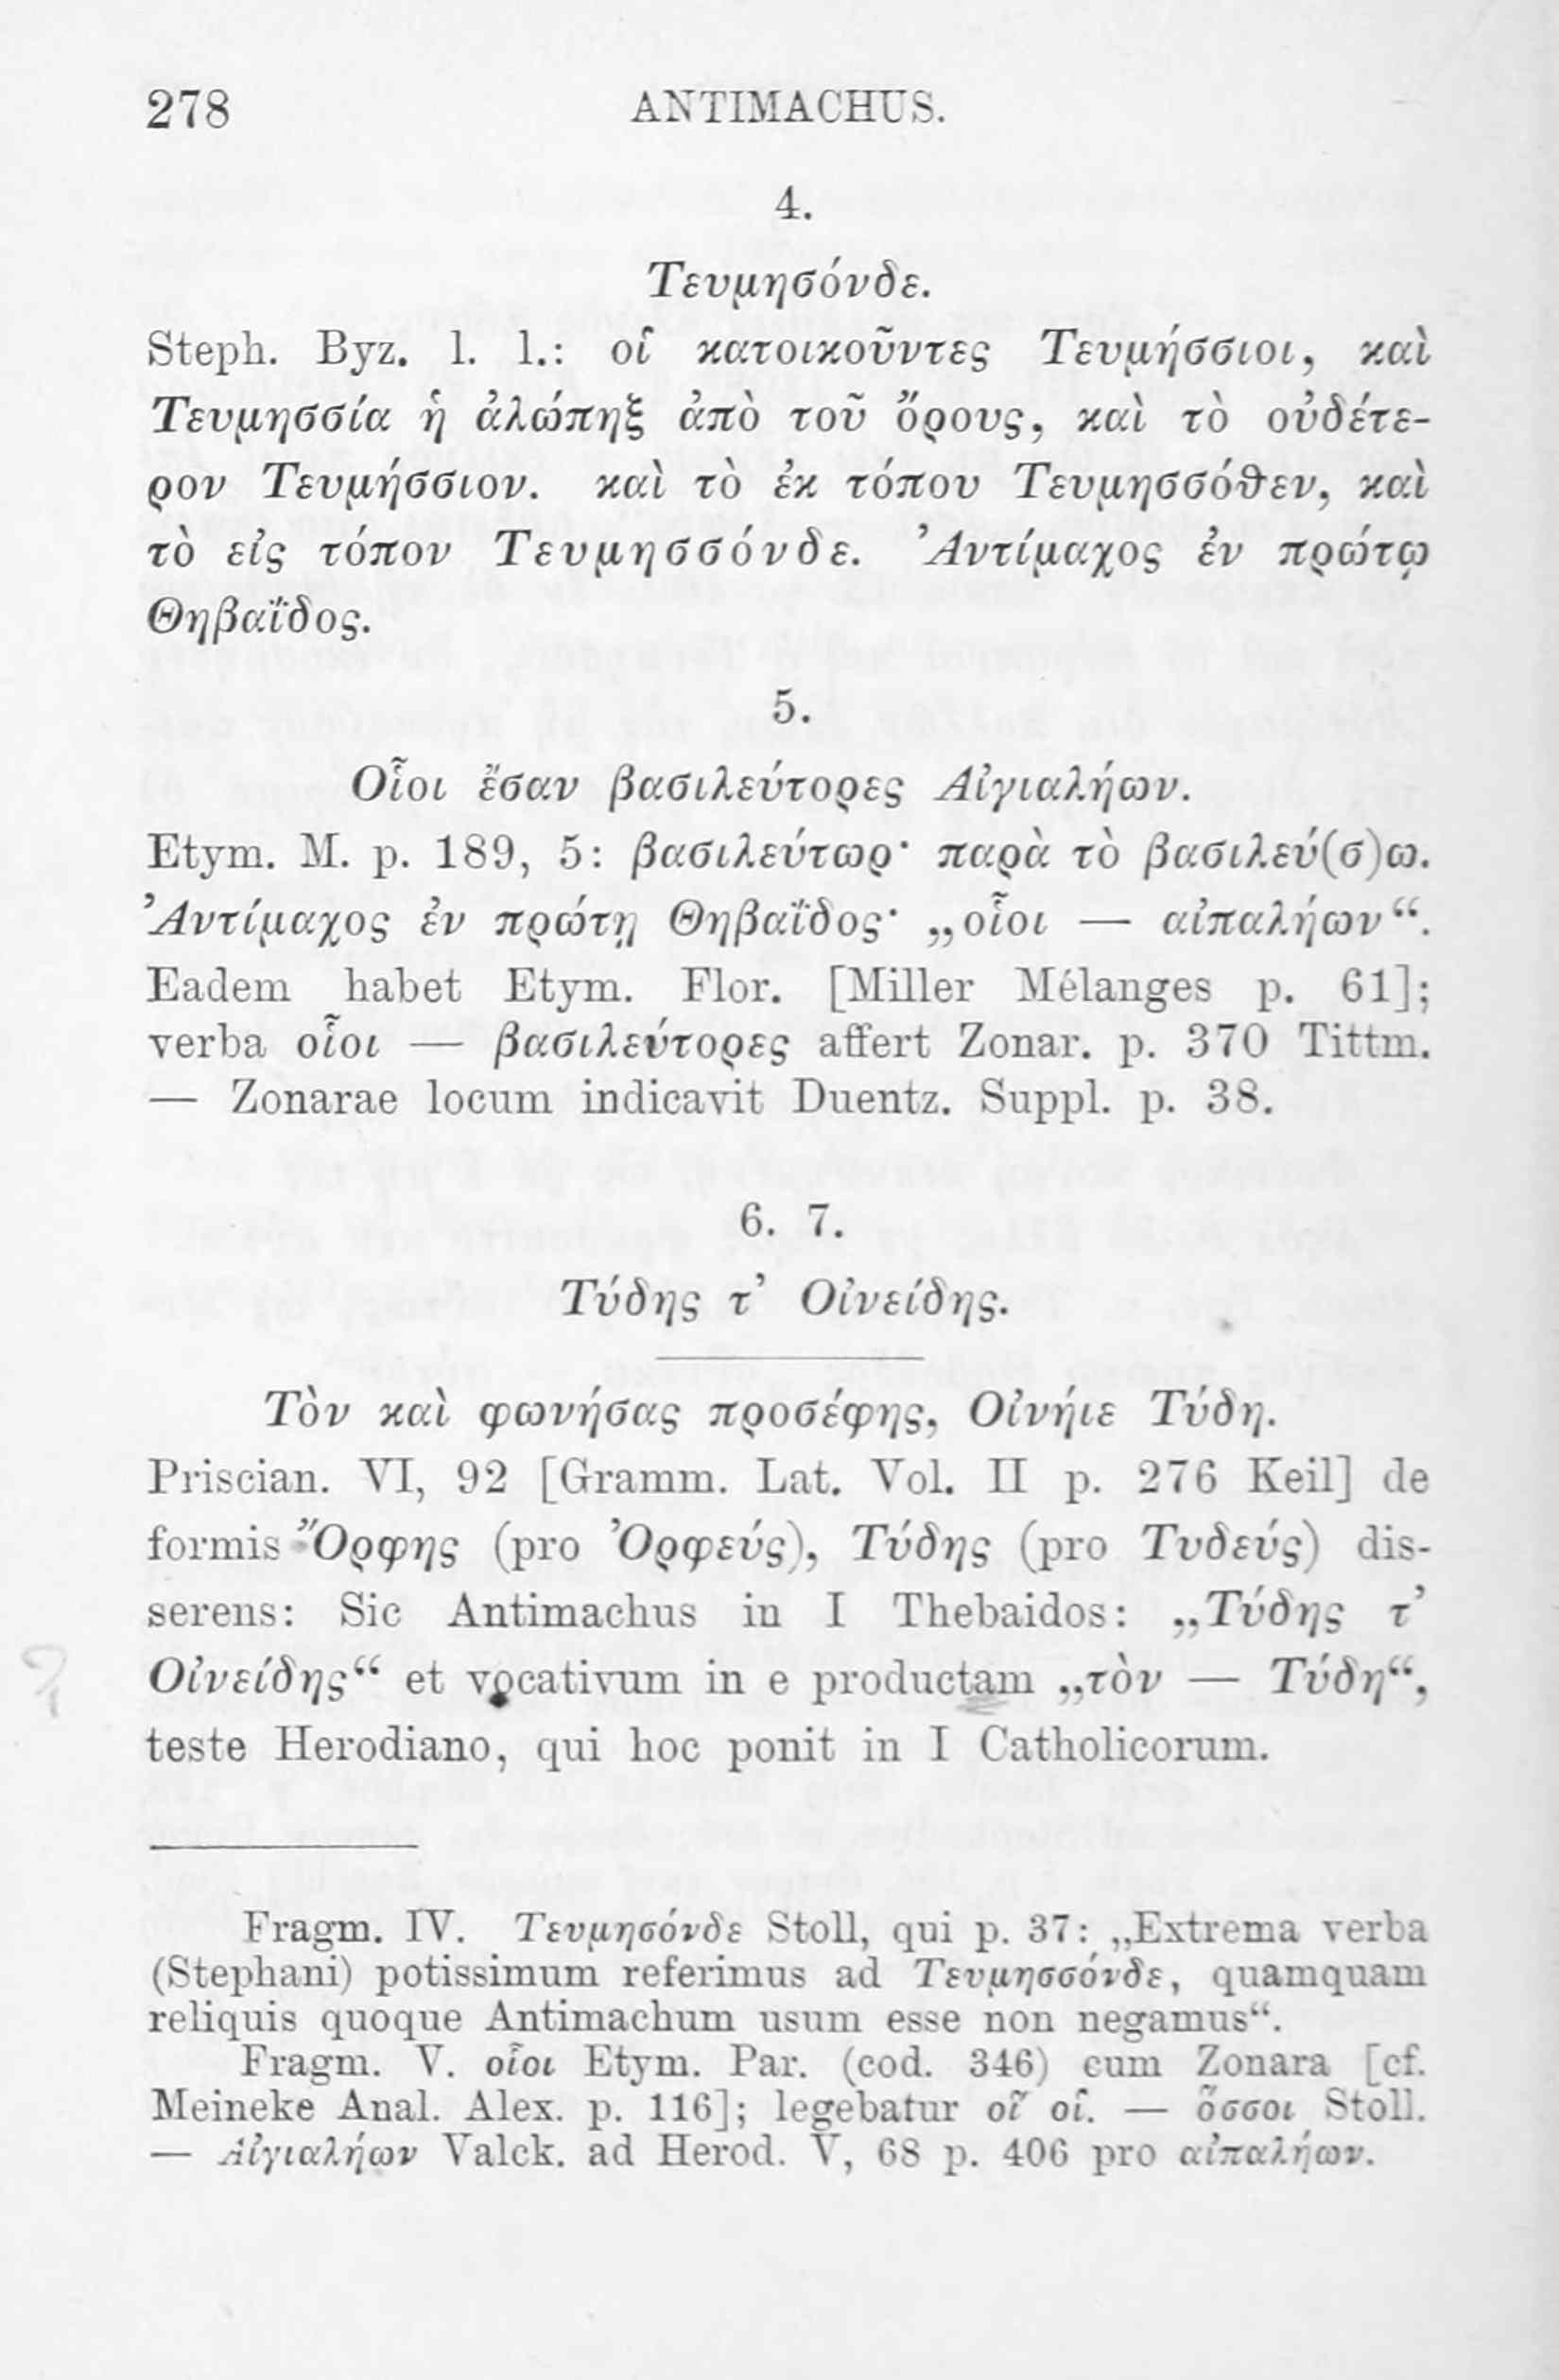 278 ANTIMACHUS.
4.
Τευμησόνδε.
Steph. Byz. l. l.: οἱ κατοικοῦντες Τευμήσσιοι, καὶ
Τευμησσία ἡ ἀλώπηξ ἀπὸ τοῦ ὄρους, καὶ τὸ οὐδέτε-
ρον Τευμήσσιον. καὶ τὸ ἐκ τόπου Τευμησσόθεν, καὶ
τὸ εἰς τόπον Τευμησσόνδε. Ἀντίμαχος ἐν πρώτῳ
Θηβαΐδος.
5.
Οἷοι ἔσαν βασιλεύτορες Αἰγιαλήων.
Etym. M. p. 189, 5: βασιλεύτωρ· παρὰ τὸ βασιλεύ(σ)ω.
Ἀντίμαχος ἐν πρώτῃ Θηβαΐδος· „οἷοι — αἰπαλήων“.
Eadem habet Etym. Flor. [Miller Mélanges p. 61];
verba οἷοι — βασιλεύτορες affert Zonar. p. 370 Tittm.
— Zonarae locum indicavit Duentz. Suppl. p. 38.
6. 7.
Τύδης τ’ Οἰνείδης.
Τὸν καὶ φωνήσας προσέφης, Οἰνήιε Τύδη.
Priscian. VI, 92 [Gramm. Lat. Vol. II p. 276 Keil] de
formis Ὄρφης (pro Ὀρφεύς), Τύδης (pro Τυδεύς) dis-
serens: Sic Antimachus in I Thebaidos: „Τύδης τ’
Οἰνείδης“ et vocativum in e productam „τὸν — Τύδη“,
teste Herodiano, qui hoc ponit in I Catholicorum.
Fragm. IV. Τευμησόνδε Stoll, qui p. 37: „Extrema verba
(Stephani) potissimum referimus ad Τευμησσόνδε, quamquam
reliquis quoque Antimachum usum esse non negamus“.
Fragm. V. οἷοι Etym. Par. (cod. 346) cum Zonara [cf.
Meineke Anal. Alex. p. 116]; legebatur οἷ οἱ. — ὅσσοι Stoll.
— Αἰγιαλήων Valck. ad Herod. V, 68 p. 406 pro αἰπαλήων.